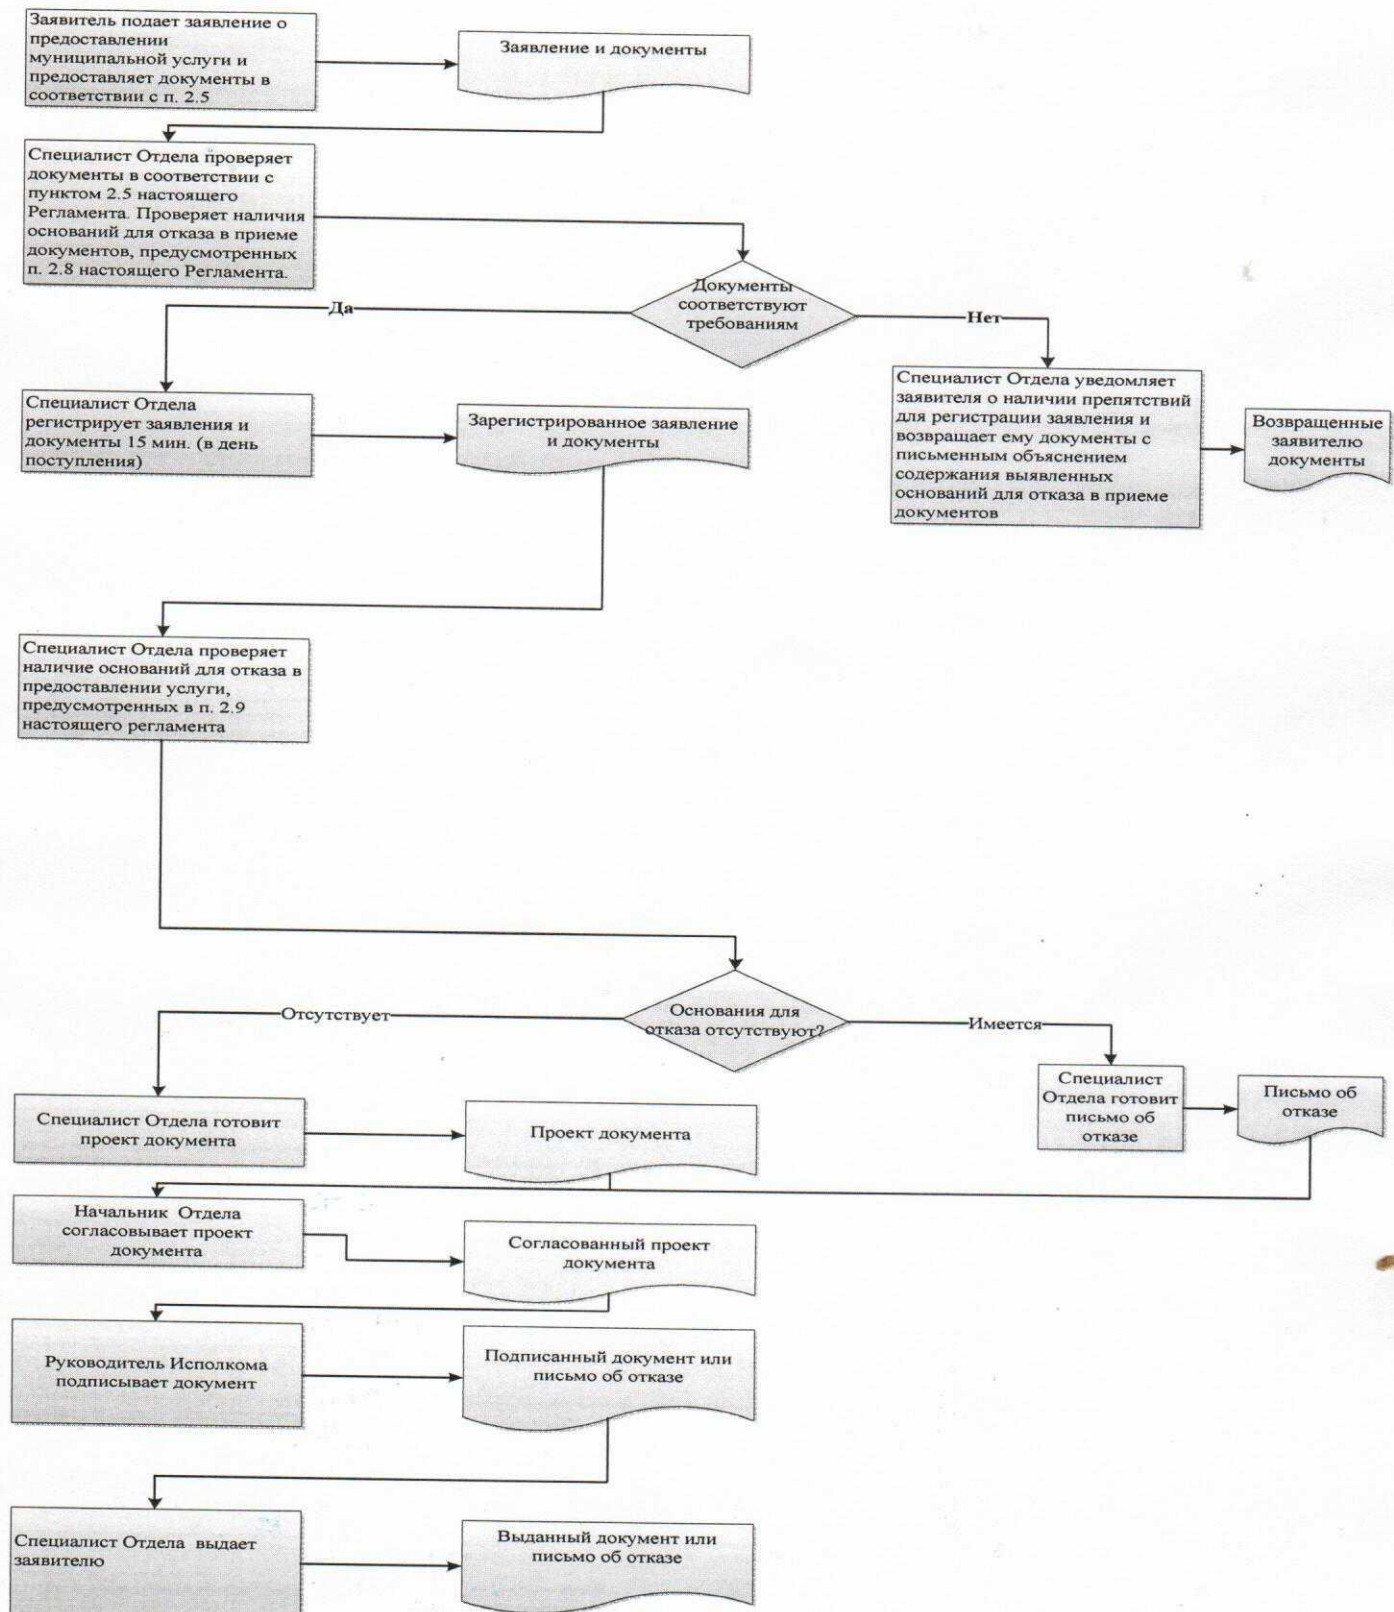 Заявитель подает заявление о
предоставлении
муниципальной услуги и
предоставляет документы в
соответствии с п. 2.5
Заявление и документы
Специалист Отдела проверяет
документы в соответствии с
пунктом 2.5 настоящего
Регламента. Проверяет наличия
оснований для отказа в приеме
документов, предусмотренных
п. 2.8 настоящего Регламента.
Документы
соответствуют
требованиям
Да
Нет
Специалист Отдела
регистрирует заявления и
документы 15 мин. (в день
поступления)
Зарегистрированное заявление
и документы
Специалист Отдела уведомляет
заявителя о наличии препятствий
для регистрации заявления и
возвращает ему документы с
письменным объяснением
содержания выявленных
оснований для отказа в приеме
документов
Возвращенные
заявителю
документы
Специалист Отдела проверяет
наличие оснований для отказа в
предоставлении услуги,
предусмотренных в п. 2.9
настоящего регламента
Основания для
отказа отсутствуют?
Отсутствует
Имеется
Специалист Отдела готовит
проект документа
Проект документа
Специалист
Отдела готовит
письмо об
отказе
Письмо об
отказе
Начальник Отдела
согласовывает проект
документа
Согласованный проект
документа
Руководитель Исполкома
подписывает документ
Подписанный документ или
письмо об отказе
Специалист Отдела выдает
заявителю
Выданный документ или
письмо об отказе